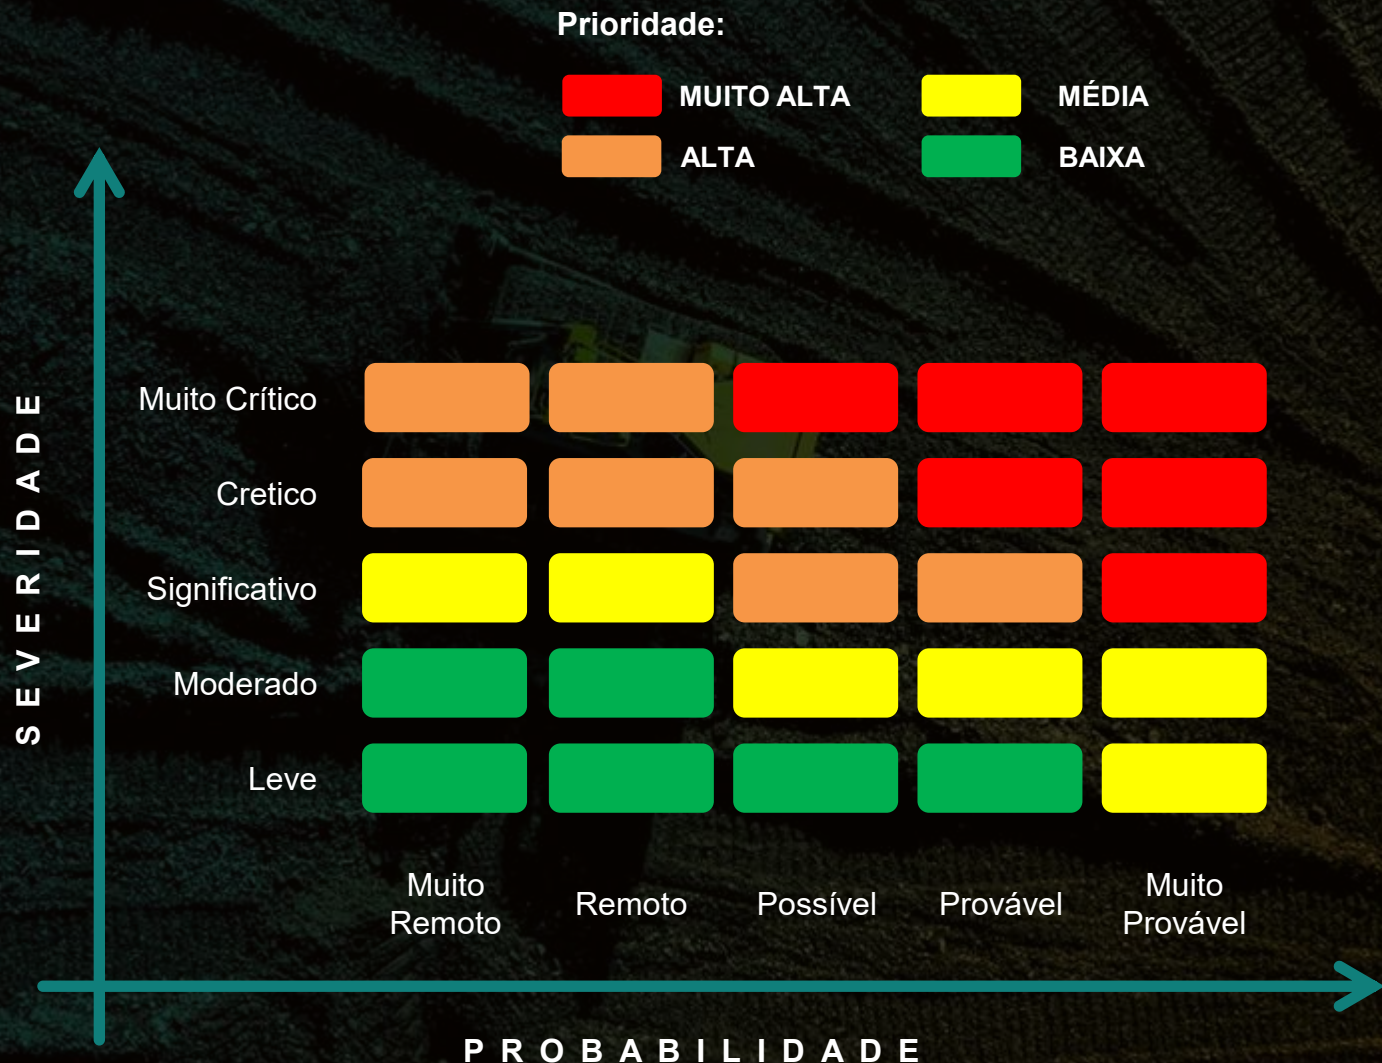 Prioridade:
MUITO ALTA
MÉDIA
ALTA
BAIXA
SEVERIDADE
Muito Crítico
Cretico
Significativo
Moderado
Leve
Muito
Remoto
Remoto
Possível
Provável
Muito
Provável
PROBABILIDADE